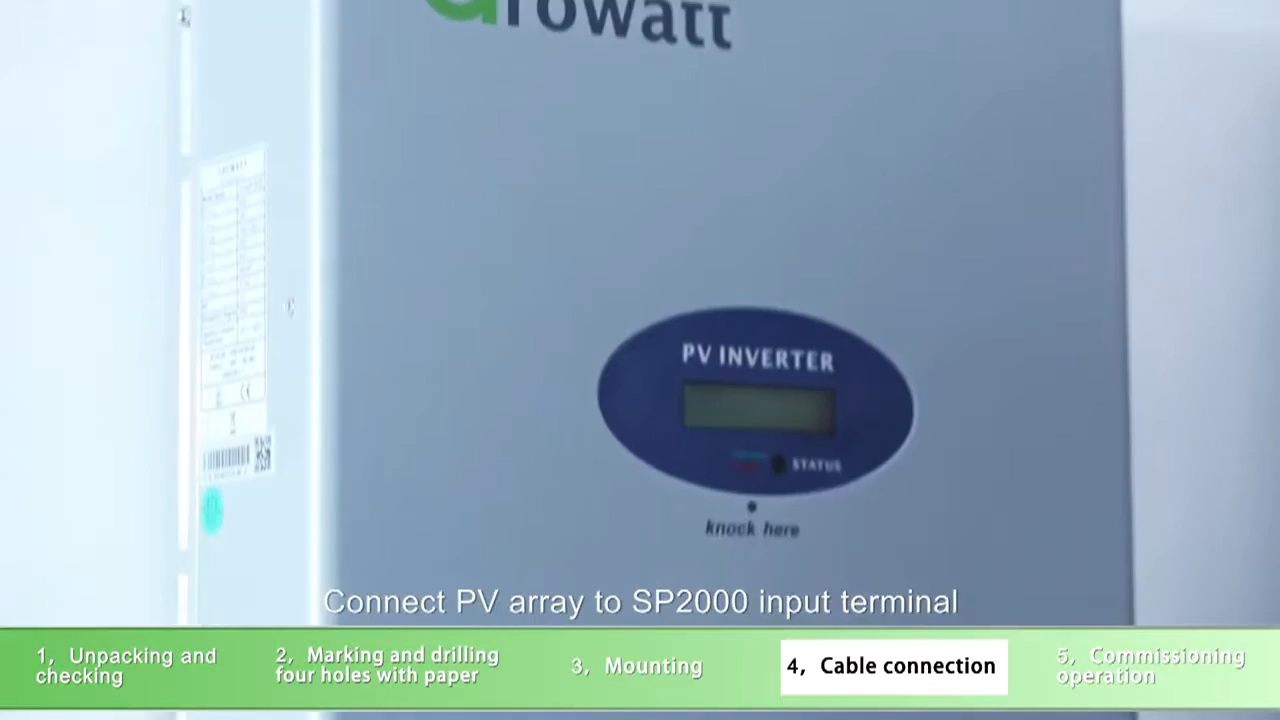 Growatt
PV INVERTER
STATUS
knock here
Connect PV array to SP2000 input terminal
1, Unpacking and
checking
2, Marking and drilling
four holes with paper
3, Mounting
4, Cable connection
5, Commissioning
operation